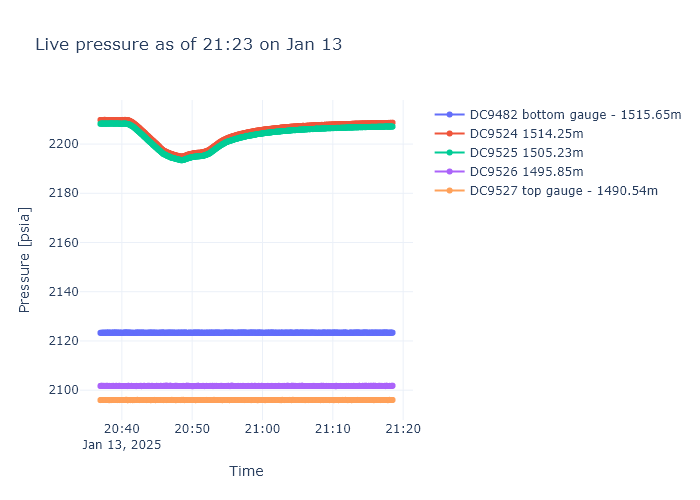 Live pressure as of 21:23 on Jan 13
DC9482 bottom gauge - 1515.65m
DC9524 1514.25m
DC9525 1505.23m
DC9526 1495.85m
DC9527 top gauge - 1490.54m
Pressure [psia]
2200
2180
2160
2140
2120
2100
20:40
20:50
21:00
21:10
21:20
Jan 13, 2025
Time